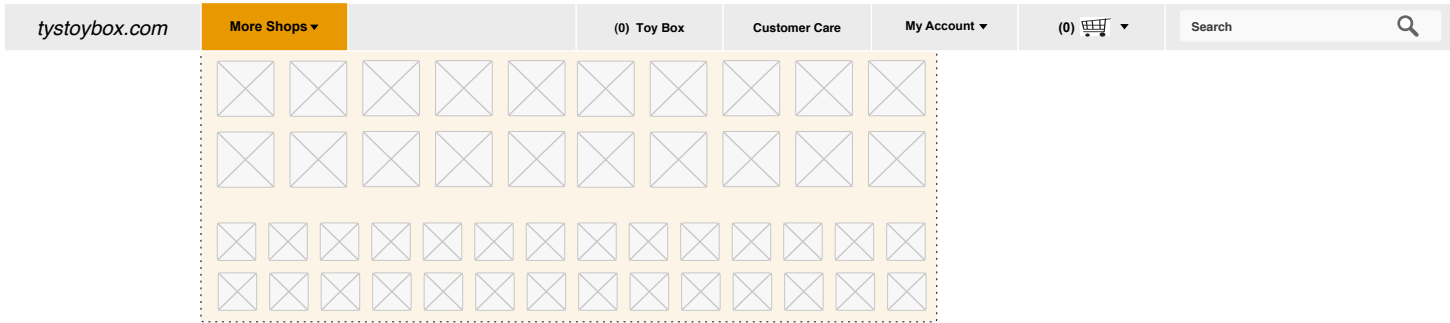 tystoybox.com
More Shops
(0) Toy Box
Customer Care
My Account
(0)
Search